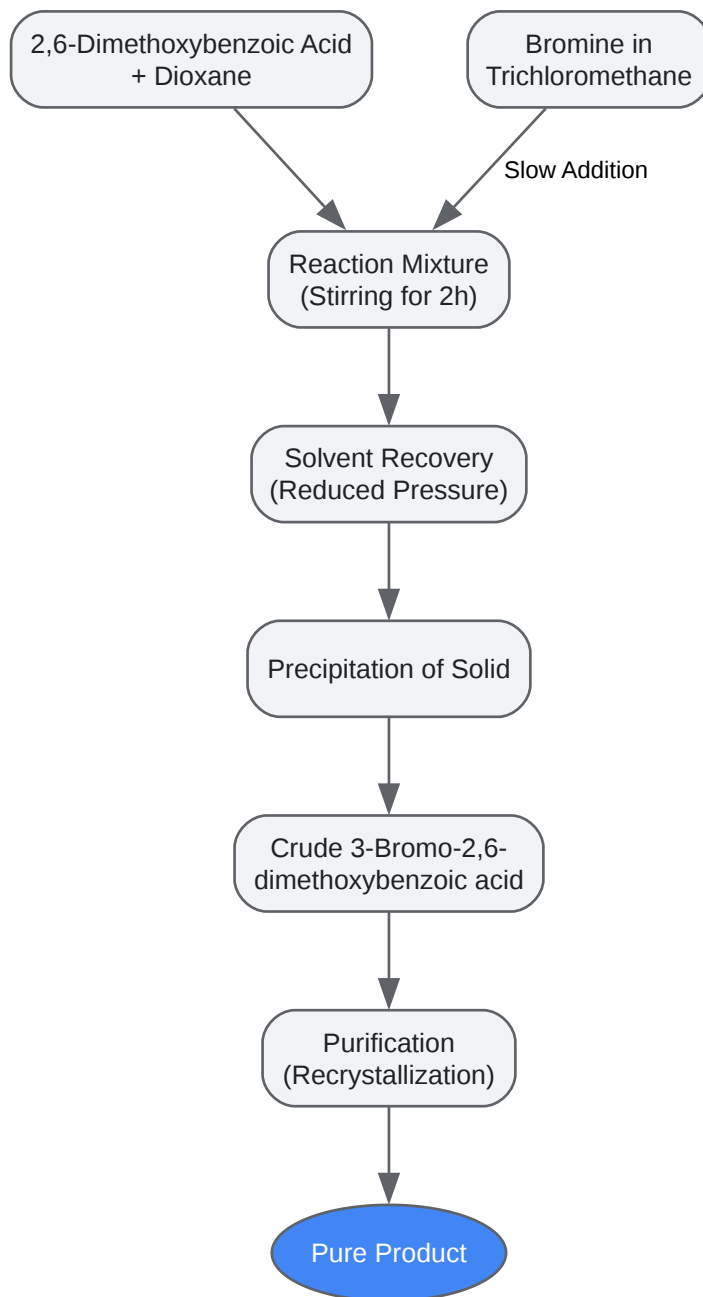 2,6-Dimethoxybenzoic Acid
+ Dioxane
Bromine in
Trichloromethane
Slow Addition
Reaction Mixture
(Stirring for 2h)
Solvent Recovery
(Reduced Pressure)
Precipitation of Solid
Crude 3-Bromo-2,6-
dimethoxybenzoic acid
Purification
(Recrystallization)
Pure Product